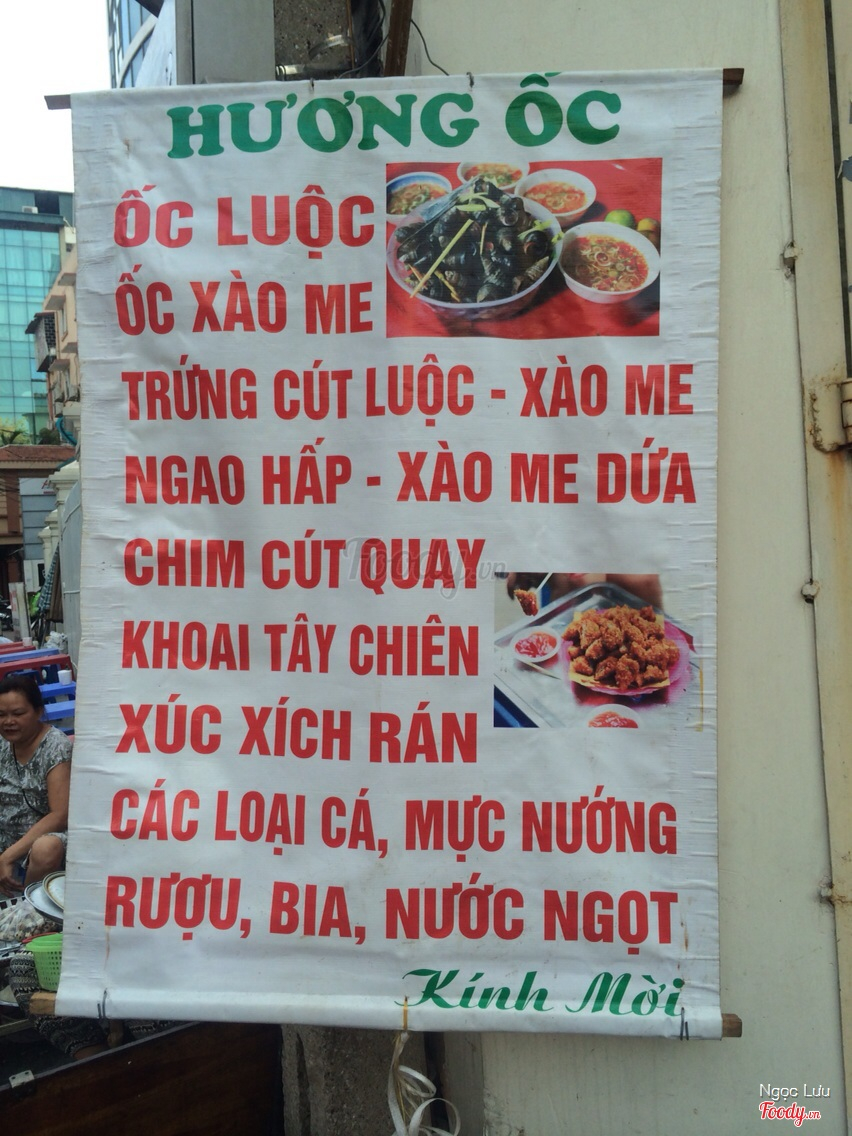 HƯƠNG ỐC
ỐC LUỘC
ỐC XÀO ME
TRỨNG CÚT LUỘC - XÀO ME
NGAO HẤP - XÀO ME DỨA
CHIM CÚT QUAY
Foody.vn
KHOAI TÂY CHIÊN
XÚC XÍCH RÁN
CÁC LOẠI CÁ, MỰC NƯỚNG
RƯỢU, BIA, NƯỚC NGỌT
Kính Mời
Ngọc Lưu
Foody.vn